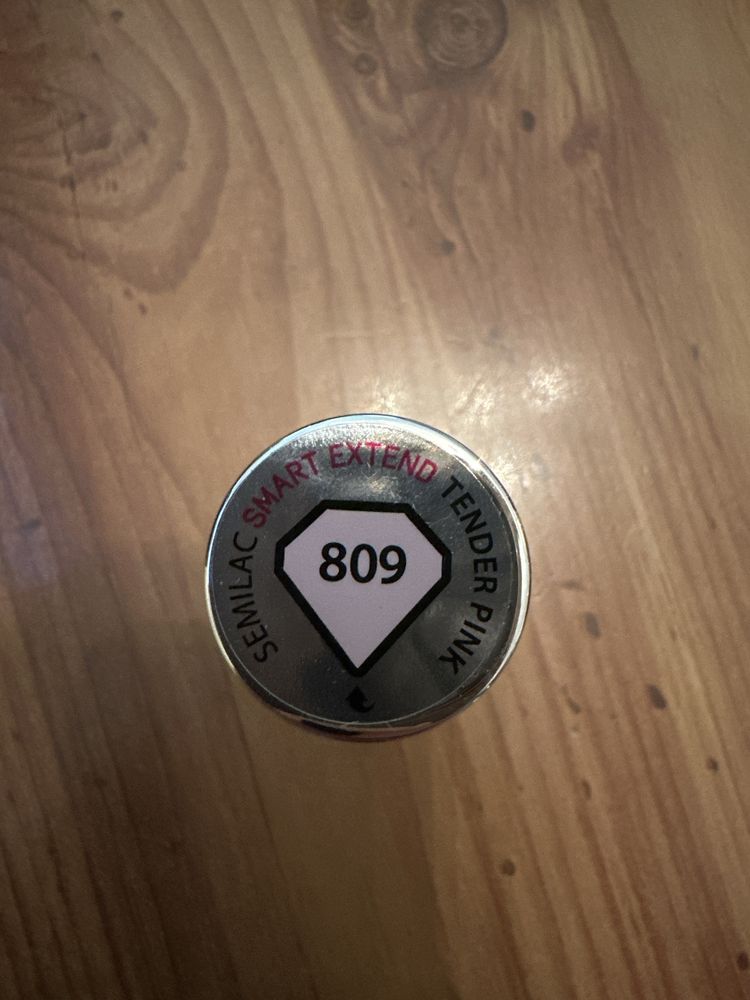 SEMILAC SMART EXTEND TENDER PINK
809